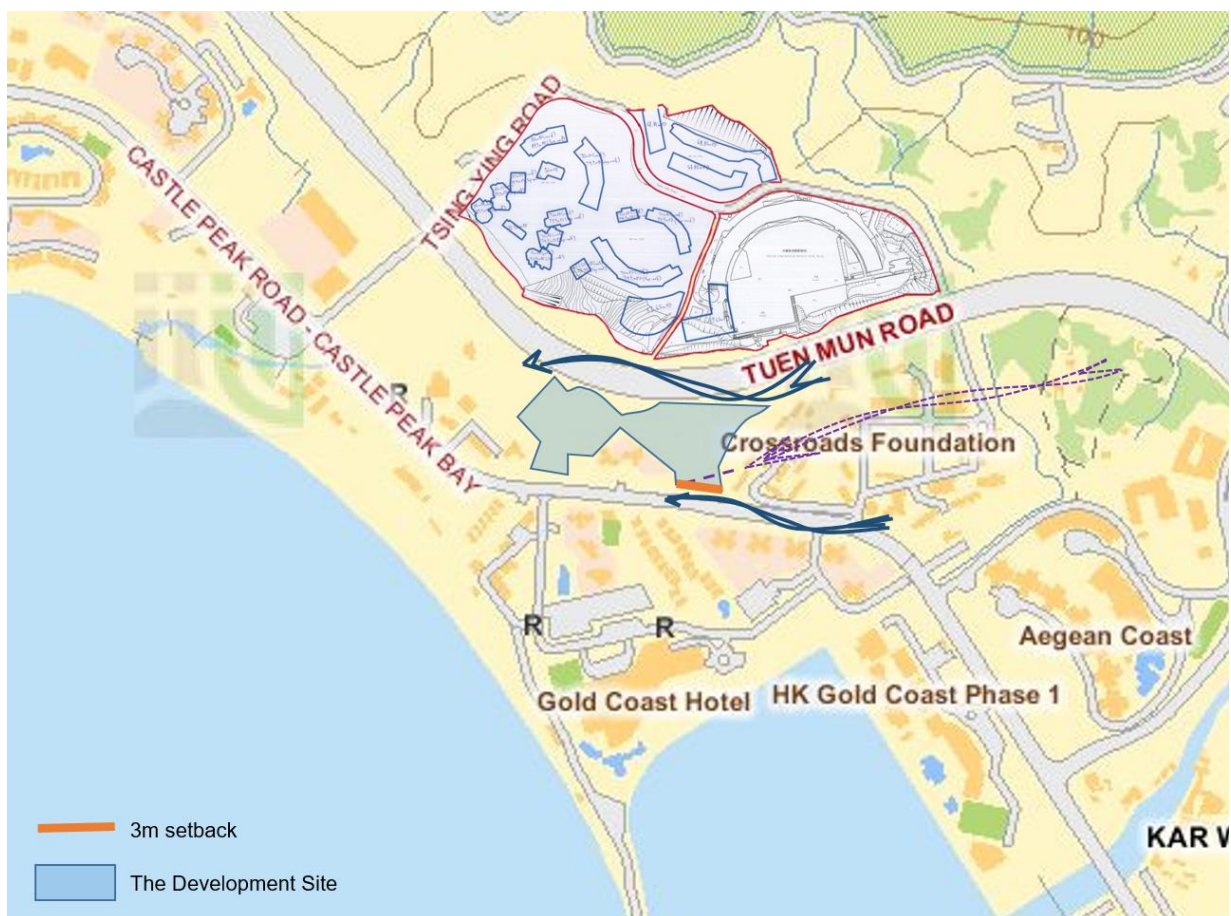 100
TSING YING ROAD
CASTLE PEAK ROAD - CASTLE PEAK BAY
TUEN MUN ROAD
R
Crossroads Foundation
R
R
Aegean Coast
Gold Coast Hotel
HK Gold Coast Phase 1
KAR W
3m setback
The Development Site